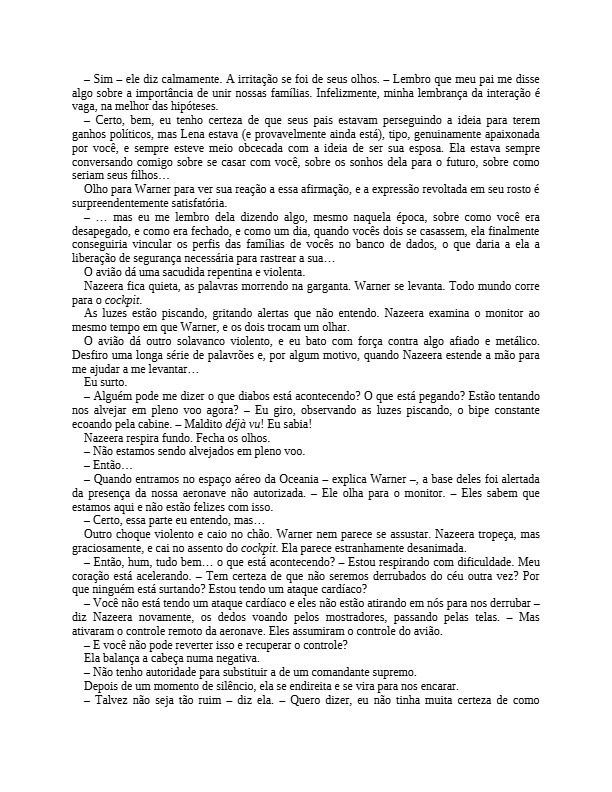 – Sim – ele diz calmamente. A irritação se foi de seus olhos. – Lembro que meu pai me disse
algo sobre a importância de unir nossas famílias. Infelizmente, minha lembrança da interação é
vaga, na melhor das hipóteses.
– Certo, bem, eu tenho certeza de que seus pais estavam perseguindo a ideia para terem
ganhos políticos, mas Lena estava (e provavelmente ainda está), tipo, genuinamente apaixonada
por você, e sempre esteve meio obcecada com a ideia de ser sua esposa. Ela estava sempre
conversando comigo sobre se casar com você, sobre os sonhos dela para o futuro, sobre como
seriam seus filhos…
Olho para Warner para ver sua reação a essa afirmação, e a expressão revoltada em seu rosto é
surpreendentemente satisfatória.
– … mas eu me lembro dela dizendo algo, mesmo naquela época, sobre como você era
desapegado, e como era fechado, e como um dia, quando vocês dois se casassem, ela finalmente
conseguiria vincular os perfis das famílias de vocês no banco de dados, o que daria a ela a
liberação de segurança necessária para rastrear a sua…
O avião dá uma sacudida repentina e violenta.
Nazeera fica quieta, as palavras morrendo na garganta. Warner se levanta. Todo mundo corre
para o cockpit.
As luzes estão piscando, gritando alertas que não entendo. Nazeera examina o monitor ao
mesmo tempo em que Warner, e os dois trocam um olhar.
O avião dá outro solavanco violento, e eu bato com força contra algo afiado e metálico.
Desfiro uma longa série de palavrões e, por algum motivo, quando Nazeera estende a mão para
me ajudar a me levantar…
Eu surto.
– Alguém pode me dizer o que diabos está acontecendo? O que está pegando? Estão tentando
nos alvejar em pleno voo agora? – Eu giro, observando as luzes piscando, o bipe constante
ecoando pela cabine. – Maldito déjà vu! Eu sabia!
Nazeera respira fundo. Fecha os olhos.
– Não estamos sendo alvejados em pleno voo.
– Então…
– Quando entramos no espaço aéreo da Oceania – explica Warner –, a base deles foi alertada
da presença da nossa aeronave não autorizada. – Ele olha para o monitor. – Eles sabem que
estamos aqui e não estão felizes com isso.
– Certo, essa parte eu entendo, mas…
Outro choque violento e caio no chão. Warner nem parece se assustar. Nazeera tropeça, mas
graciosamente, e cai no assento do cockpit. Ela parece estranhamente desanimada.
– Então, hum, tudo bem… o que está acontecendo? – Estou respirando com dificuldade. Meu
coração está acelerando. – Tem certeza de que não seremos derrubados do céu outra vez? Por
que ninguém está surtando? Estou tendo um ataque cardíaco?
– Você não está tendo um ataque cardíaco e eles não estão atirando em nós para nos derrubar –
diz Nazeera novamente, os dedos voando pelos mostradores, passando pelas telas. – Mas
ativaram o controle remoto da aeronave. Eles assumiram o controle do avião.
– E você não pode reverter isso e recuperar o controle?
Ela balança a cabeça numa negativa.
– Não tenho autoridade para substituir a de um comandante supremo.
Depois de um momento de silêncio, ela se endireita e se vira para nos encarar.
– Talvez não seja tão ruim – diz ela. – Quero dizer, eu não tinha muita certeza de como